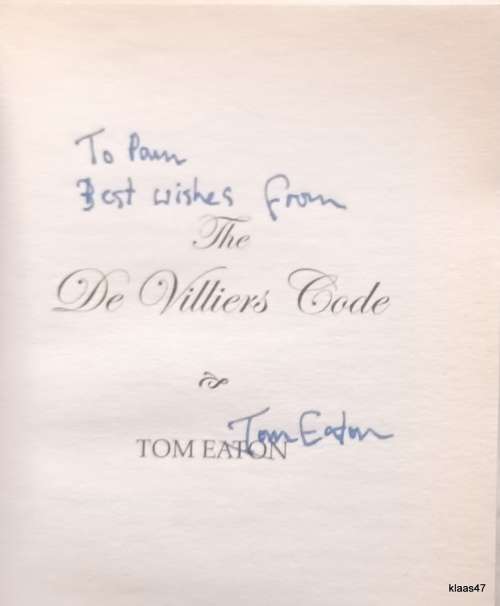 To Pam
Best wishes from
The
De Villiers Code
Tom Eaton
TOM EATON
klaas47